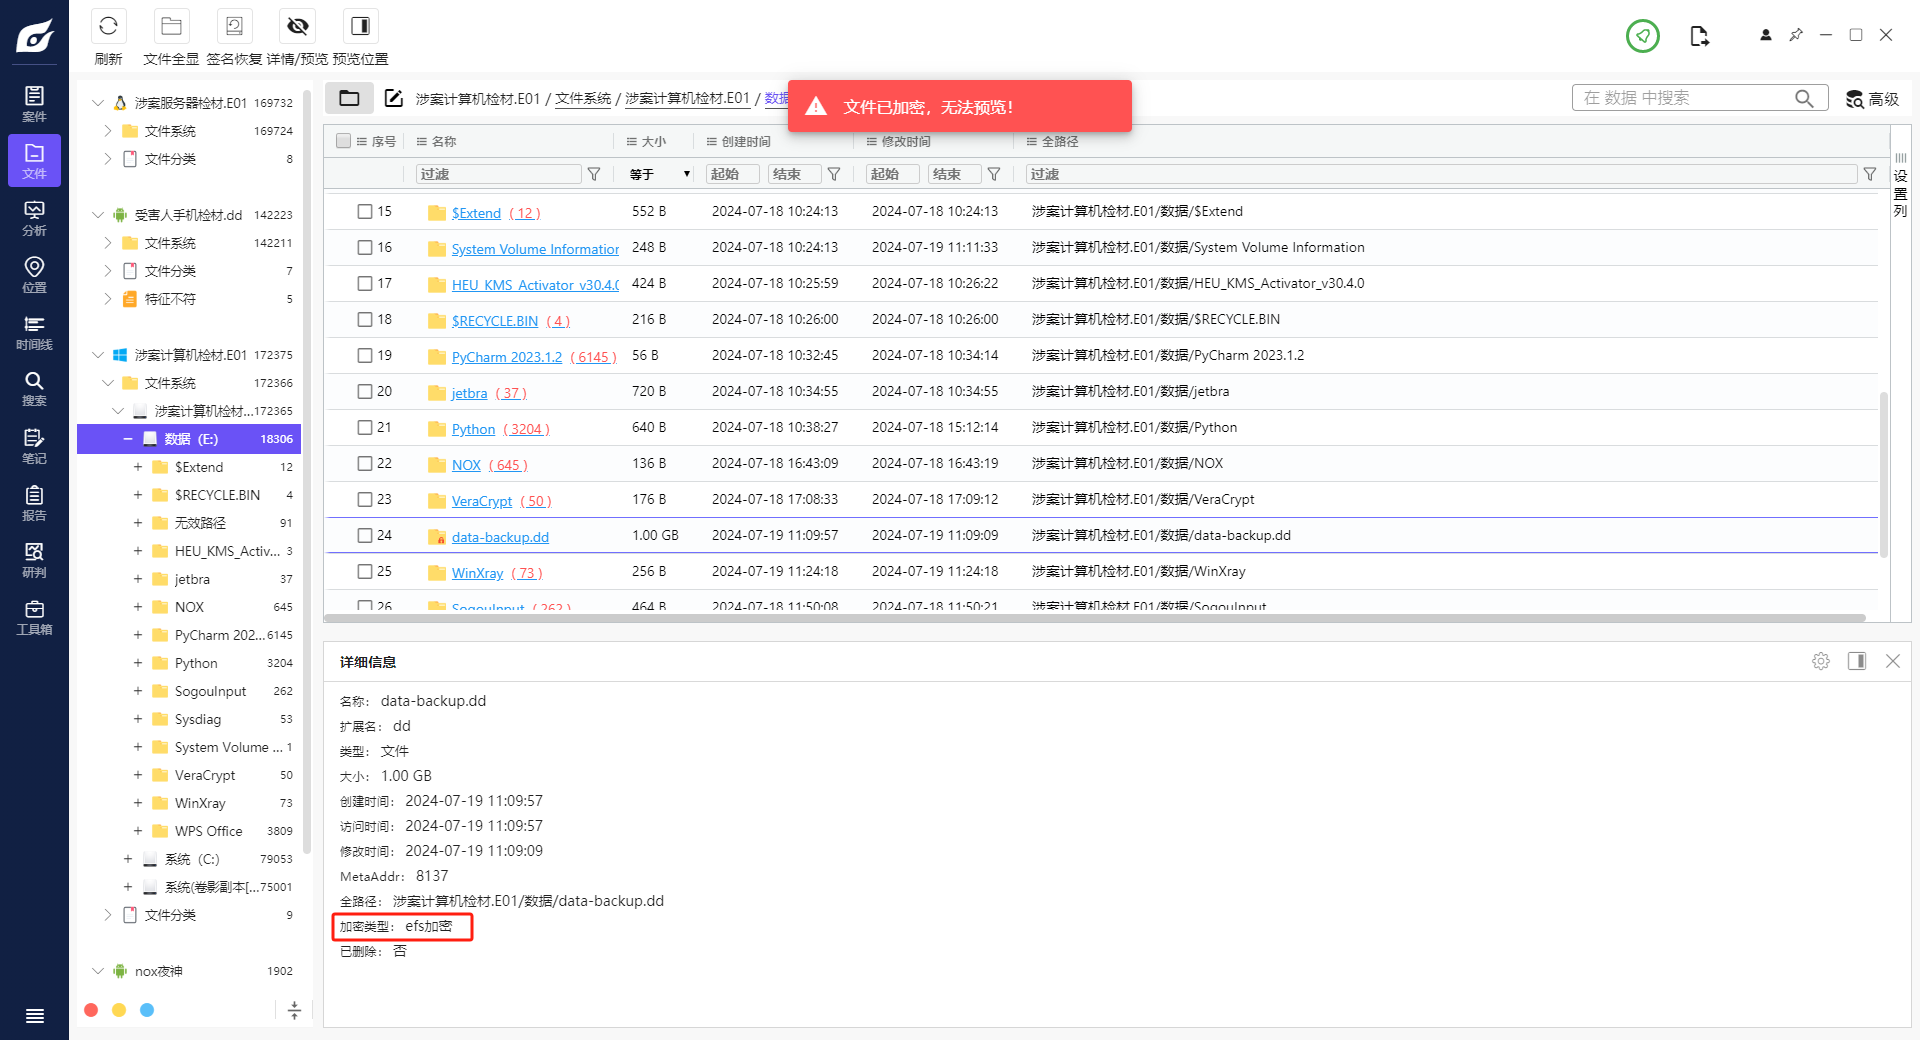 刷新 文件全显 签名恢复 详情/预览 预览位置
案件
文件
分析
位置
时间线
搜索
笔记
报告
研判
工具箱
涉案服务器检材.E01 169732
文件系统 169724
文件分类 8
受害人手机检材.dd 142223
文件系统 142211
文件分类 7
特征不符 5
涉案计算机检材.E01 172375
文件系统 172366
涉案计算机检材... 172365
数据 (E:) 18306
$Extend 12
$RECYCLE.BIN 4
无效路径 91
HEU_KMS_Activ... 3
jetbra 37
NOX 645
PyCharm 202... 6145
Python 3204
SogouInput 262
Sysdiag 53
System Volume ... 1
VeraCrypt 50
WinXray 73
WPS Office 3809
系统 (C:) 79053
系统(卷影副本[... 75001
文件分类 9
nox夜神 1902
涉案计算机检材.E01 / 文件系统 / 涉案计算机检材.E01 / 数据
文件已加密，无法预览！
在 数据 中搜索
高级
序号 名称 大小 创建时间 修改时间 全路径
过滤 等于 起始 结束 起始 结束 过滤
设置列
15 $Extend ( 12 ) 552 B 2024-07-18 10:24:13 2024-07-18 10:24:13 涉案计算机检材.E01/数据/$Extend
16 System Volume Information 248 B 2024-07-18 10:24:13 2024-07-19 11:11:33 涉案计算机检材.E01/数据/System Volume Information
17 HEU_KMS_Activator_v30.4.0 424 B 2024-07-18 10:25:59 2024-07-18 10:26:22 涉案计算机检材.E01/数据/HEU_KMS_Activator_v30.4.0
18 $RECYCLE.BIN ( 4 ) 216 B 2024-07-18 10:26:00 2024-07-18 10:26:00 涉案计算机检材.E01/数据/$RECYCLE.BIN
19 PyCharm 2023.1.2 ( 6145 ) 56 B 2024-07-18 10:32:45 2024-07-18 10:34:14 涉案计算机检材.E01/数据/PyCharm 2023.1.2
20 jetbra ( 37 ) 720 B 2024-07-18 10:34:55 2024-07-18 10:34:55 涉案计算机检材.E01/数据/jetbra
21 Python ( 3204 ) 640 B 2024-07-18 10:38:27 2024-07-18 15:12:14 涉案计算机检材.E01/数据/Python
22 NOX ( 645 ) 136 B 2024-07-18 16:43:09 2024-07-18 16:43:19 涉案计算机检材.E01/数据/NOX
23 VeraCrypt ( 50 ) 176 B 2024-07-18 17:08:33 2024-07-18 17:09:12 涉案计算机检材.E01/数据/VeraCrypt
24 data-backup.dd 1.00 GB 2024-07-19 11:09:57 2024-07-19 11:09:09 涉案计算机检材.E01/数据/data-backup.dd
25 WinXray ( 73 ) 256 B 2024-07-19 11:24:18 2024-07-19 11:24:18 涉案计算机检材.E01/数据/WinXray
26 SogouInput ( 262 ) 464 B 2024-07-18 11:50:08 2024-07-18 11:50:21 涉案计算机检材.E01/数据/SogouInput
详细信息
名称： data-backup.dd
扩展名： dd
类型： 文件
大小： 1.00 GB
创建时间： 2024-07-19 11:09:57
访问时间： 2024-07-19 11:09:57
修改时间： 2024-07-19 11:09:09
MetaAddr： 8137
全路径： 涉案计算机检材.E01/数据/data-backup.dd
加密类型： efs加密
已删除： 否